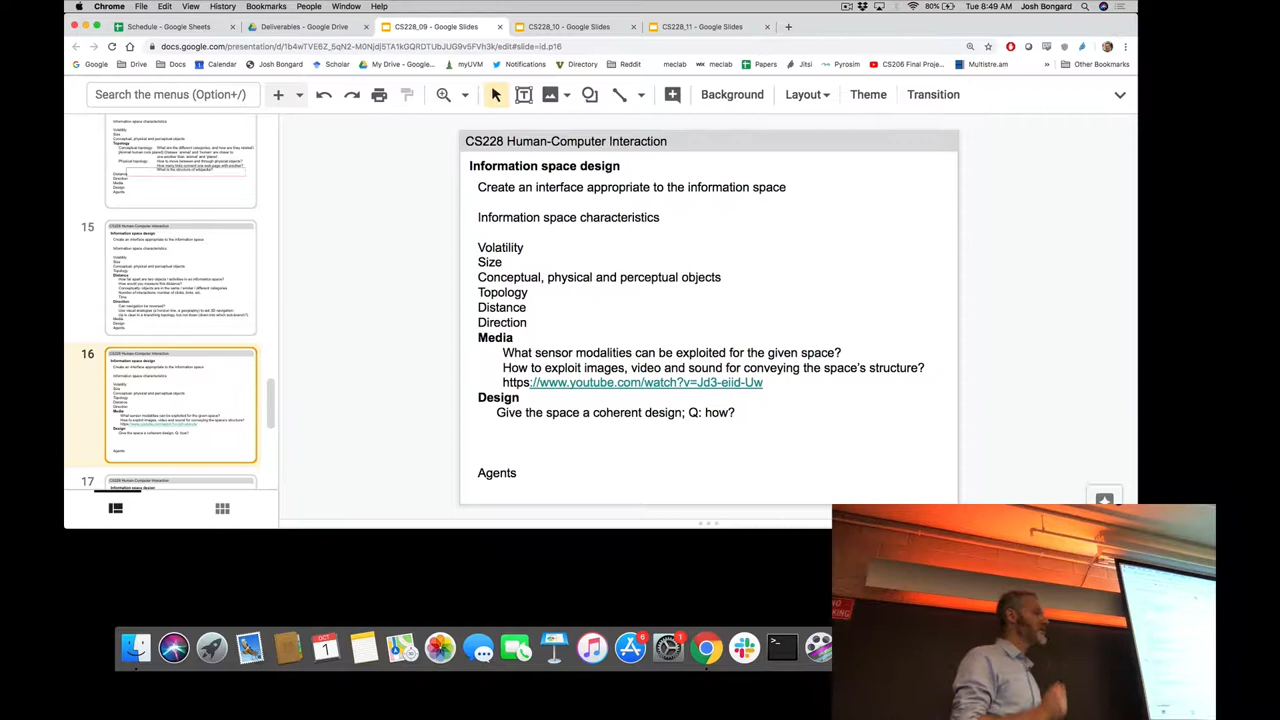 Chrome File Edit View History Bookmarks People Window Help 80% Tue 8:49 AM Josh Bongard
Schedule - Google Sheets
Deliverables - Google Drive
CS228_09 - Google Slides
CS228_10 - Google Slides
CS228_11 - Google Slides
Google Drive Docs Calendar Josh Bongard Scholar My Drive - Google... myUVM Notifications Directory Reddit meclab meclab Papers Jitsi Pyrosim CS206 Final Proje... Multistre.am » Other Bookmarks
Search the menus (Option+/)
Background Layout Theme Transition
CS228 Human-Computer Interaction
Information space design
Create an interface appropriate to the information space
Information space characteristics
Volatility
Size
Conceptual, physical and perceptual objects
Topology
Distance
Direction
Media
What sensor modalities can be exploited for the given space?
How to exploit images, video and sound for conveying the space's structure?
https://www.youtube.com/watch?v=Jd3-eiid-Uw
Design
Give the space a coherent design; Q: how?
Agents
15
16
17
OCT
1
6
1
NO